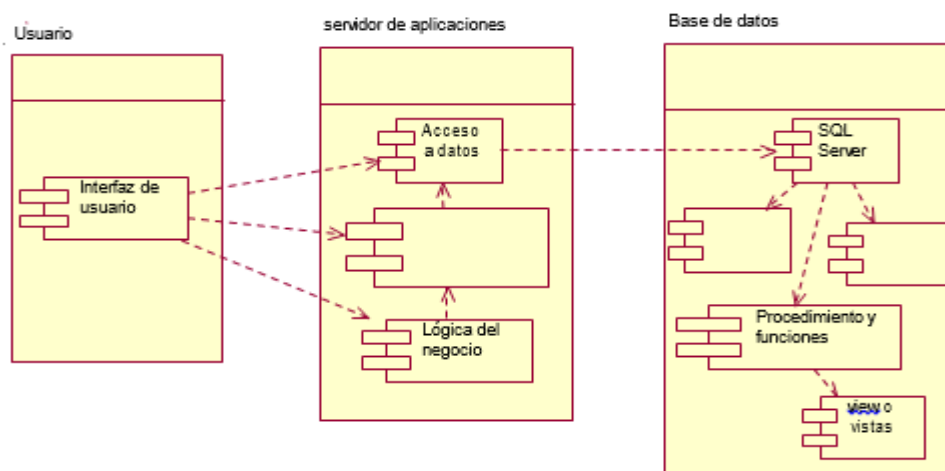 Usuario
servidor de aplicaciones
Base de datos
Interfaz de
usuario
Acceso
a datos
Lógica del
negocio
SQL
Server
Procedimiento y
funciones
view o
vistas